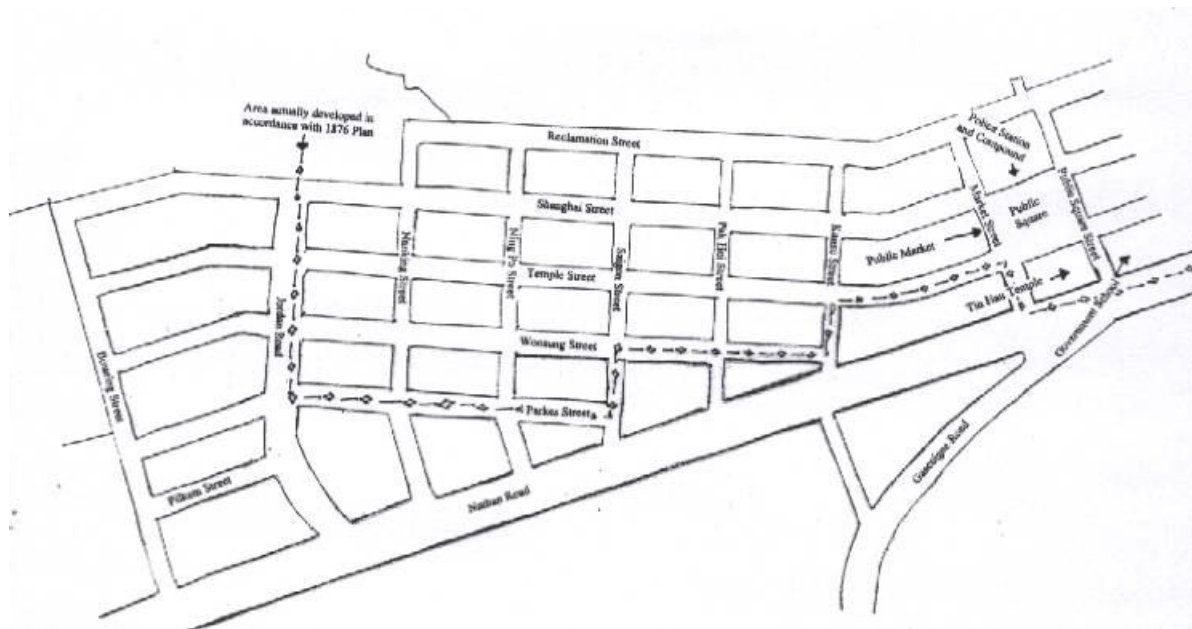 Area actually developed in
accordance with 1876 Plan
Reclamation Street
Police Station
and Compound
Shanghai Street
Market Street
Public
Square
Public Square Street
Nanking Street
Ning Po Street
Saigon Street
Pak Hoi Street
Kansu Street
Public Market
Temple Street
Tin Hau Temple
Government School
Jordan Road
Bowring Street
Woosung Street
Parkes Street
Pilkem Street
Nathan Road
Gascoigne Road